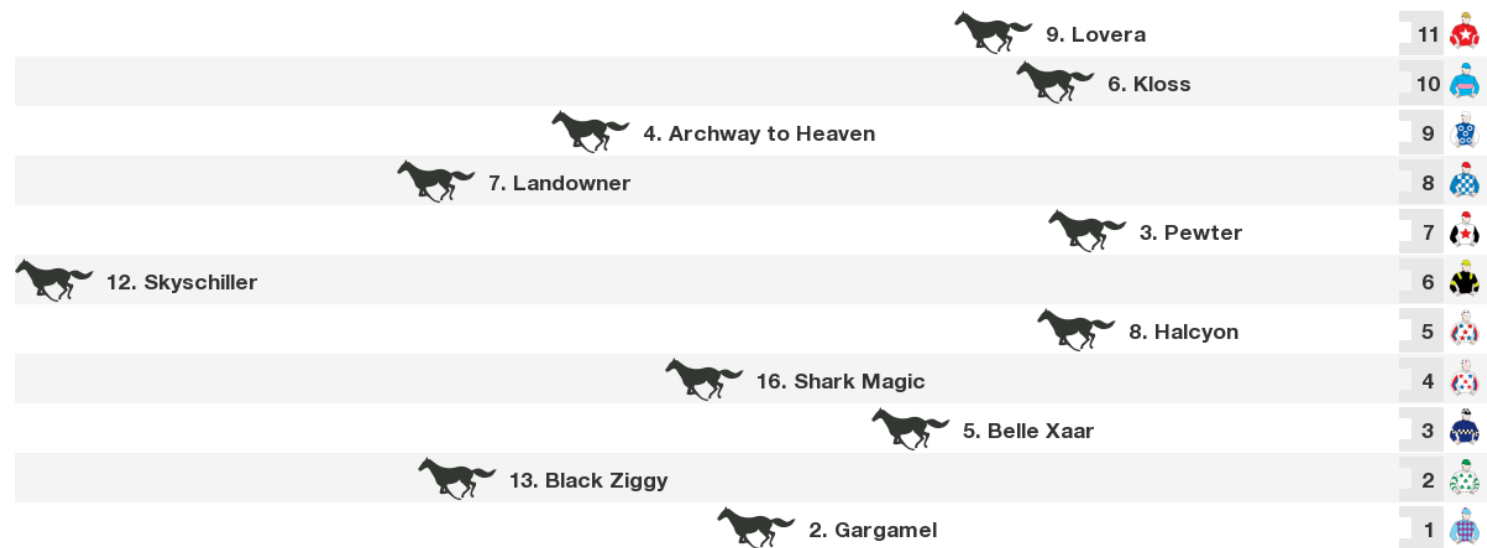 9. Lovera 11
6. Kloss 10
4. Archway to Heaven 9
7. Landowner 8
3. Pewter 7
12. Skyschiller 6
8. Halcyon 5
16. Shark Magic 4
5. Belle Xaar 3
13. Black Ziggy 2
2. Gargamel 1